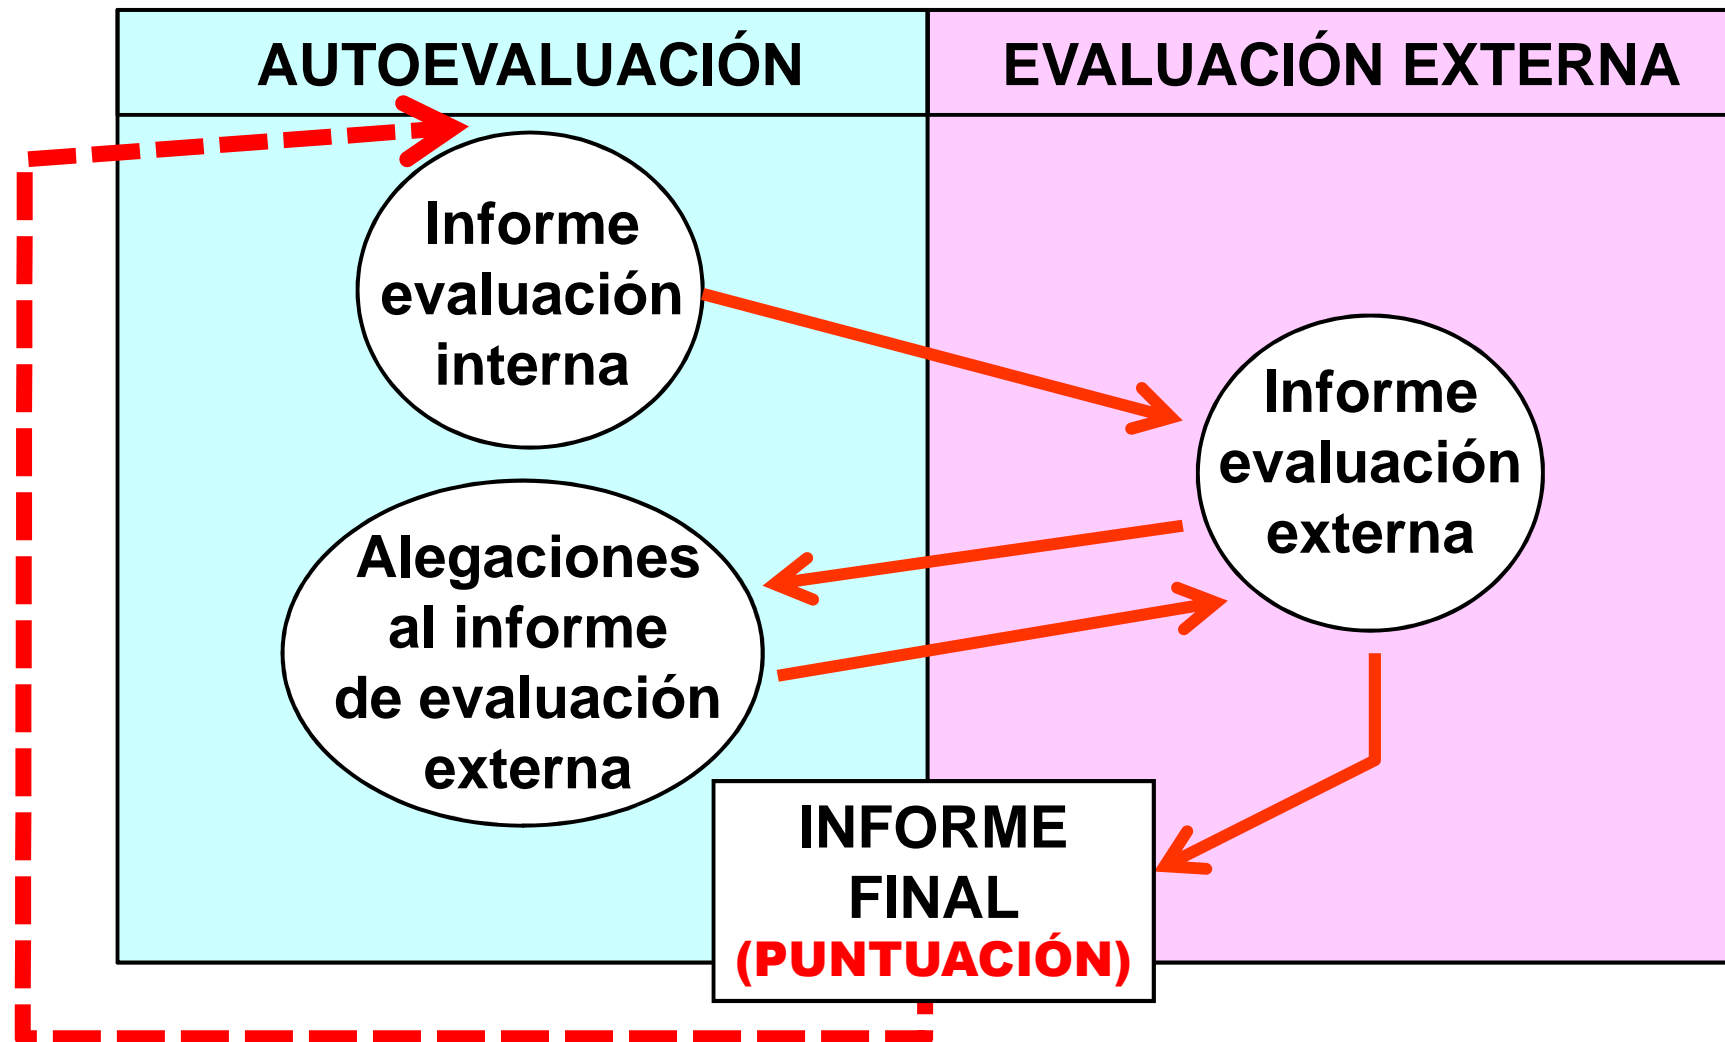 AUTOEVALUACIÓN
EVALUACIÓN EXTERNA
Informe
evaluación
interna
Informe
evaluación
externa
Alegaciones
al informe
de evaluación
externa
INFORME
FINAL
(PUNTUACIÓN)